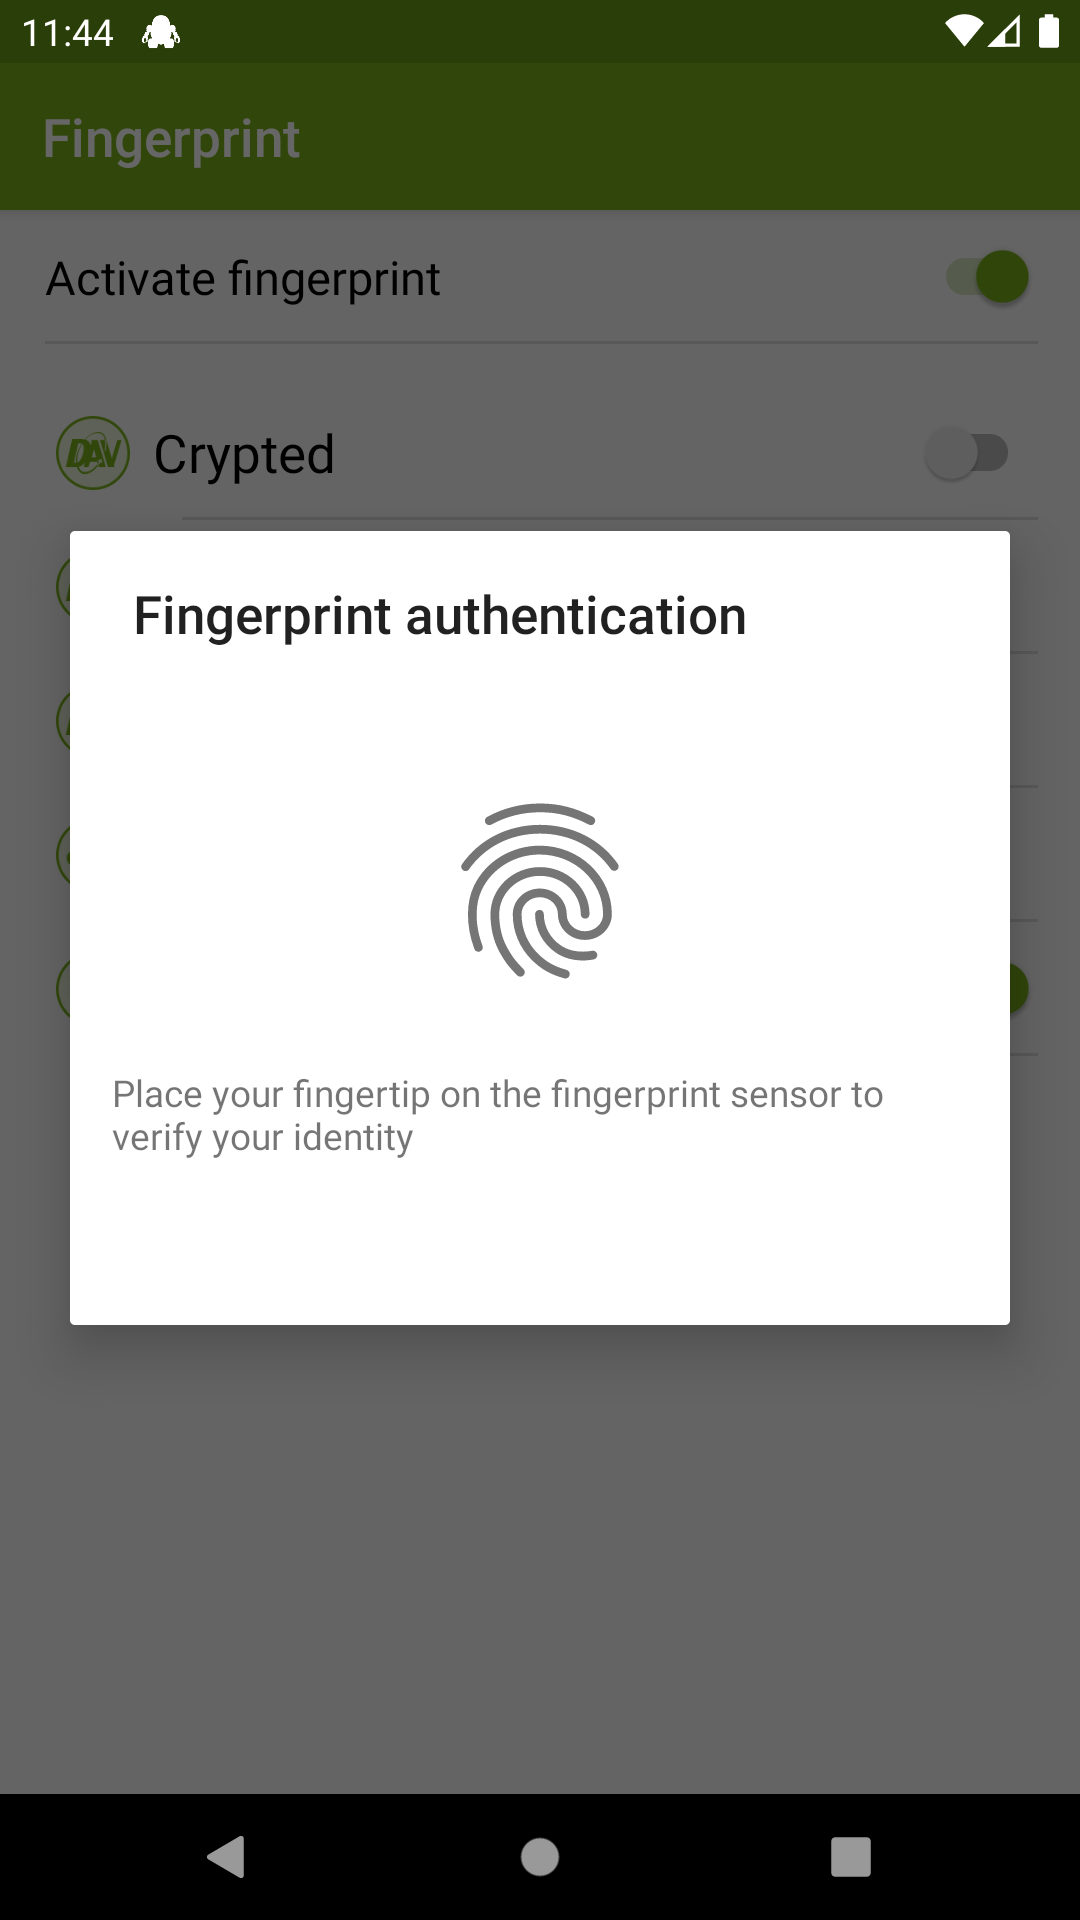 11:44
Fingerprint
Activate fingerprint
DAV Crypted
Fingerprint authentication
Place your fingertip on the fingerprint sensor to
verify your identity